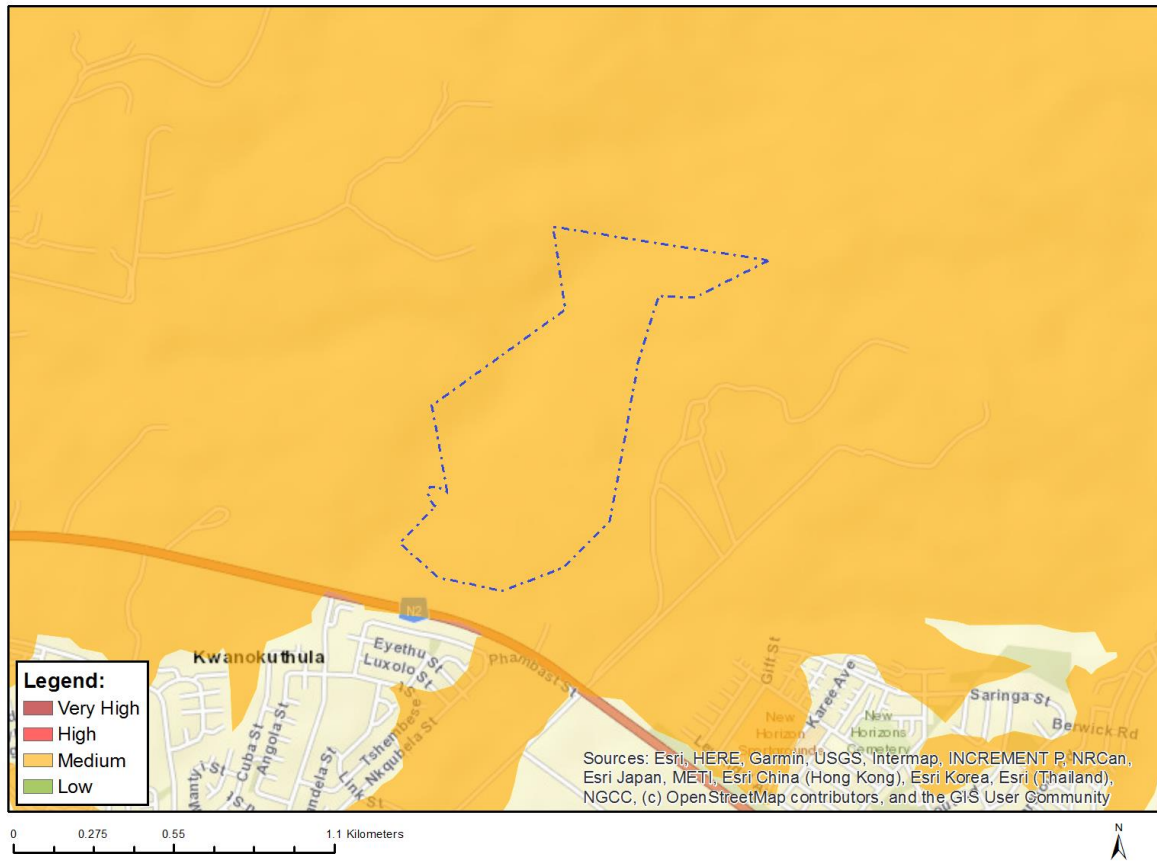 N2
Kwanokuthula
Eyethu St
Luxolo St
Phambast St
Gift St
Karee Ave
Saringa St
New
Horizons
Cemetery
New
Horizon
Sportgrounds
Berwick Rd
Cuba St
Angola St
Tshembese St
Nkqubela St
Link St
Legend:
Very High
High
Medium
Low
Sources: Esri, HERE, Garmin, USGS, Intermap, INCREMENT P, NRCan,
Esri Japan, METI, Esri China (Hong Kong), Esri Korea, Esri (Thailand),
NGCC, (c) OpenStreetMap contributors, and the GIS User Community
0 0.275 0.55 1.1 Kilometers
N